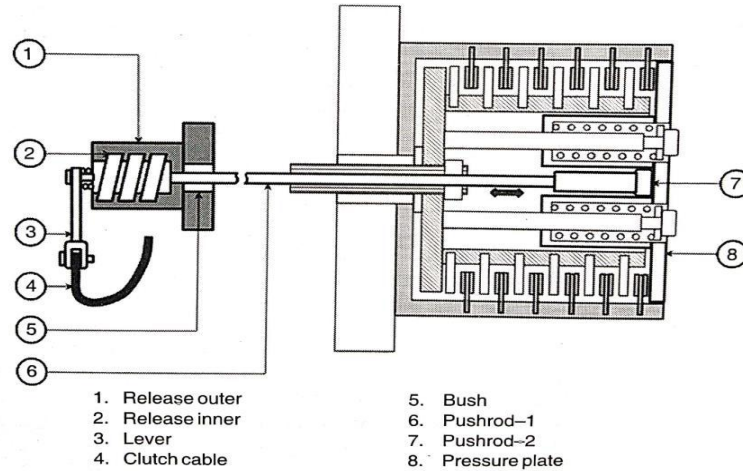 1
2
3
4
5
6
7
8
1. Release outer
2. Release inner
3. Lever
4. Clutch cable
5. Bush
6. Pushrod–1
7. Pushrod–2
8. Pressure plate